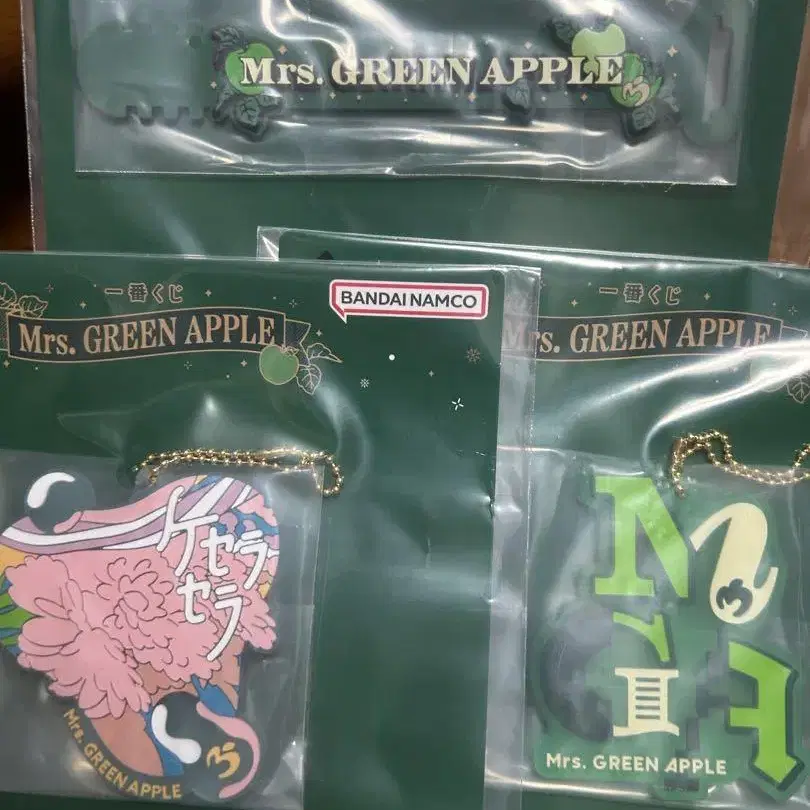 Mrs. GREEN APPLE
一番くじ
Mrs. GREEN APPLE
BANDAI NAMCO
ケセラ
セラ
Mrs. GREEN APPLE
一番くじ
Mrs. GREEN APPLE
Mrs. GREEN APPLE